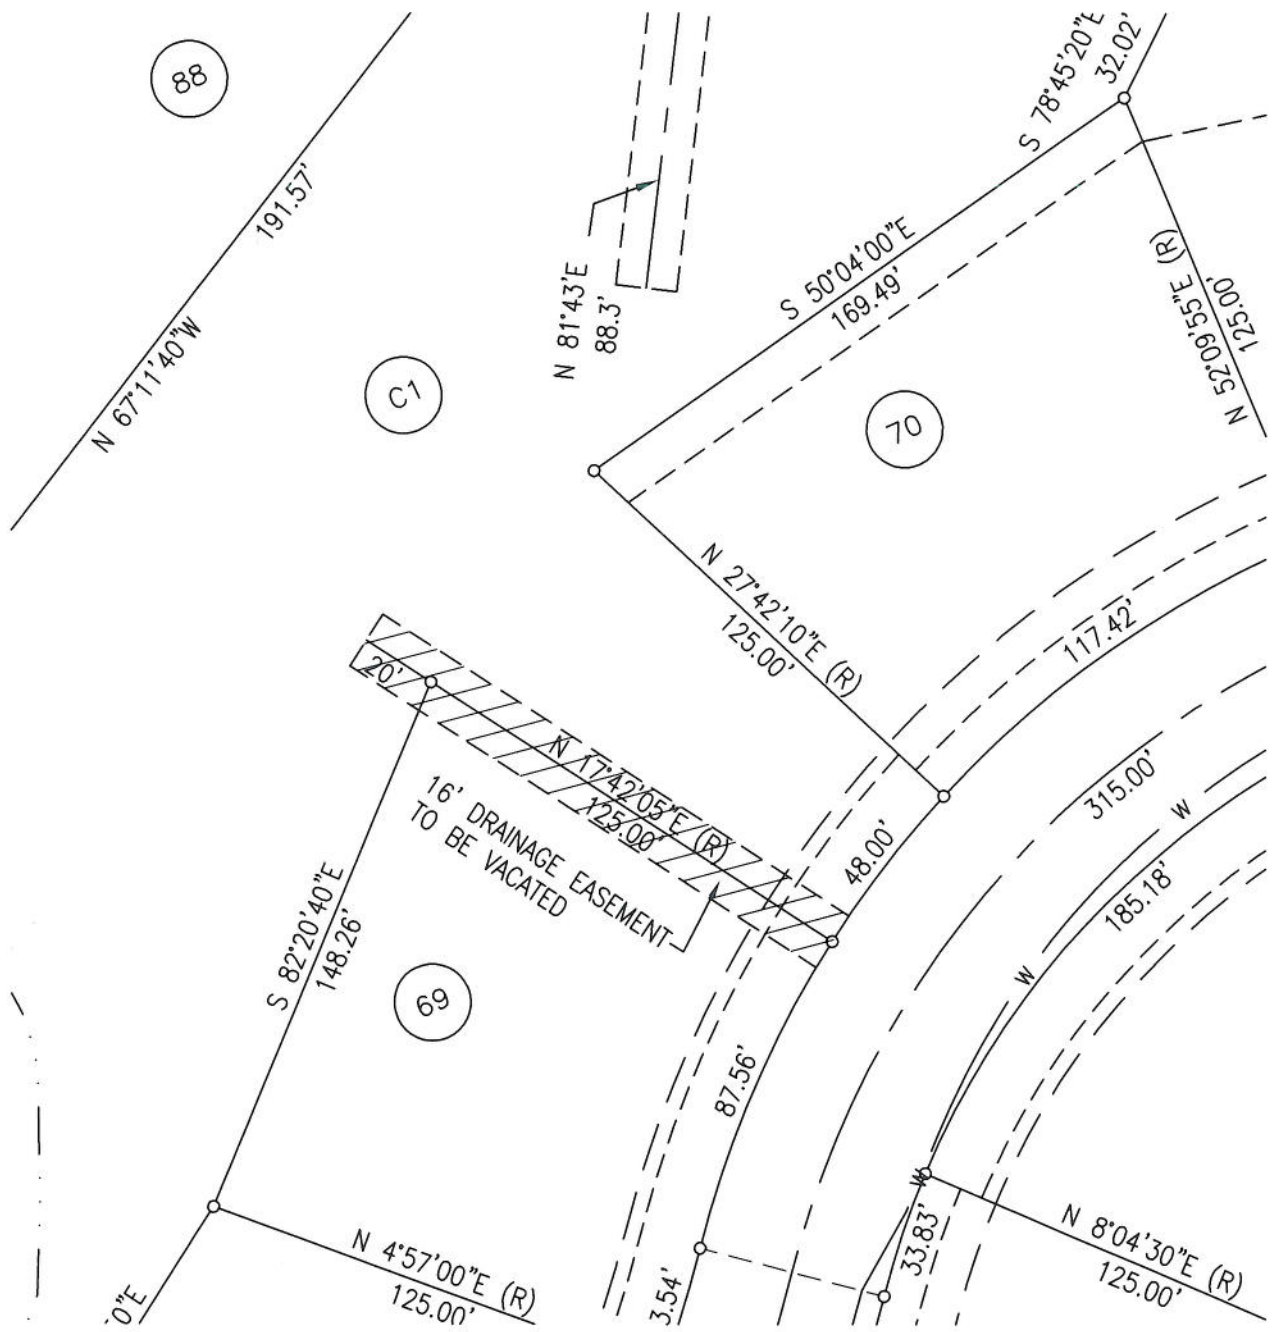 88
191.57'
N 67°11'40"W
C1
N 81°43'E
88.3'
S 78°45'20"E
32.02'
S 50°04'00"E
169.49'
N 52°09'55"E (R)
125.00'
70
N 27°42'10"E (R)
125.00'
117.42'
20'
N 17°42'05"E (R)
125.00'
16' DRAINAGE EASEMENT
TO BE VACATED
48.00'
315.00'
W
185.18'
W
S 82°20'40"E
148.26'
69
87.56'
W
33.83'
N 8°04'30"E (R)
125.00'
N 4°57'00"E (R)
125.00'
0"E
3.54'